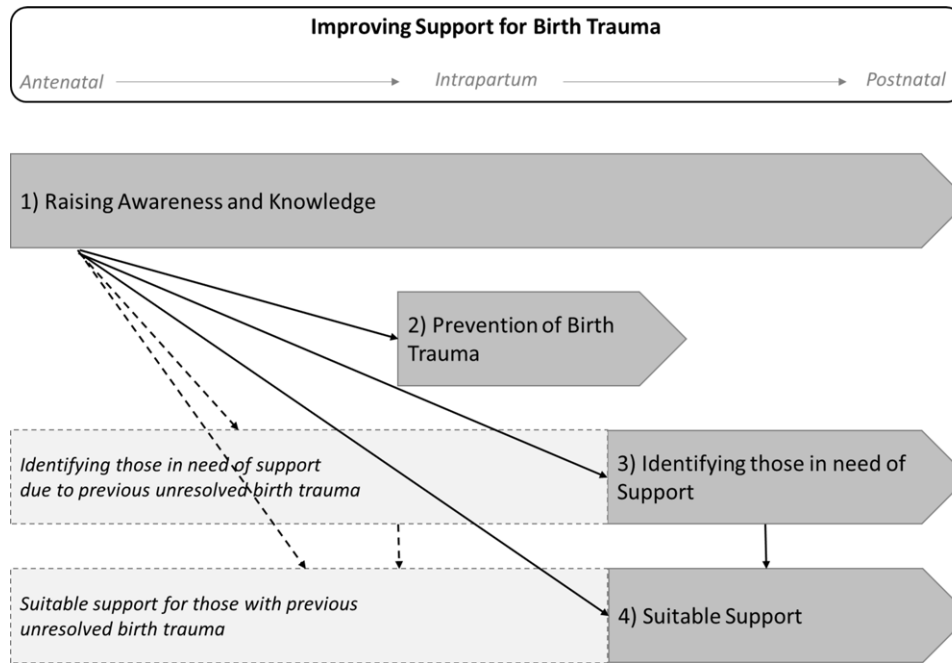 Improving Support for Birth Trauma
Antenatal Intrapartum Postnatal
1) Raising Awareness and Knowledge
2) Prevention of Birth
Trauma
Identifying those in need of support
due to previous unresolved birth trauma
3) Identifying those in need of
Support
Suitable support for those with previous
unresolved birth trauma
4) Suitable Support